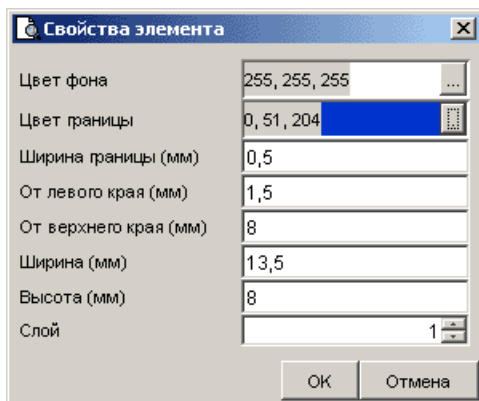 Свойства элемента
Цвет фона 255, 255, 255 ...
Цвет границы 0, 51, 204
Ширина границы (мм) 0,5
От левого края (мм) 1,5
От верхнего края (мм) 8
Ширина (мм) 13,5
Высота (мм) 8
Слой 1
OK Отмена